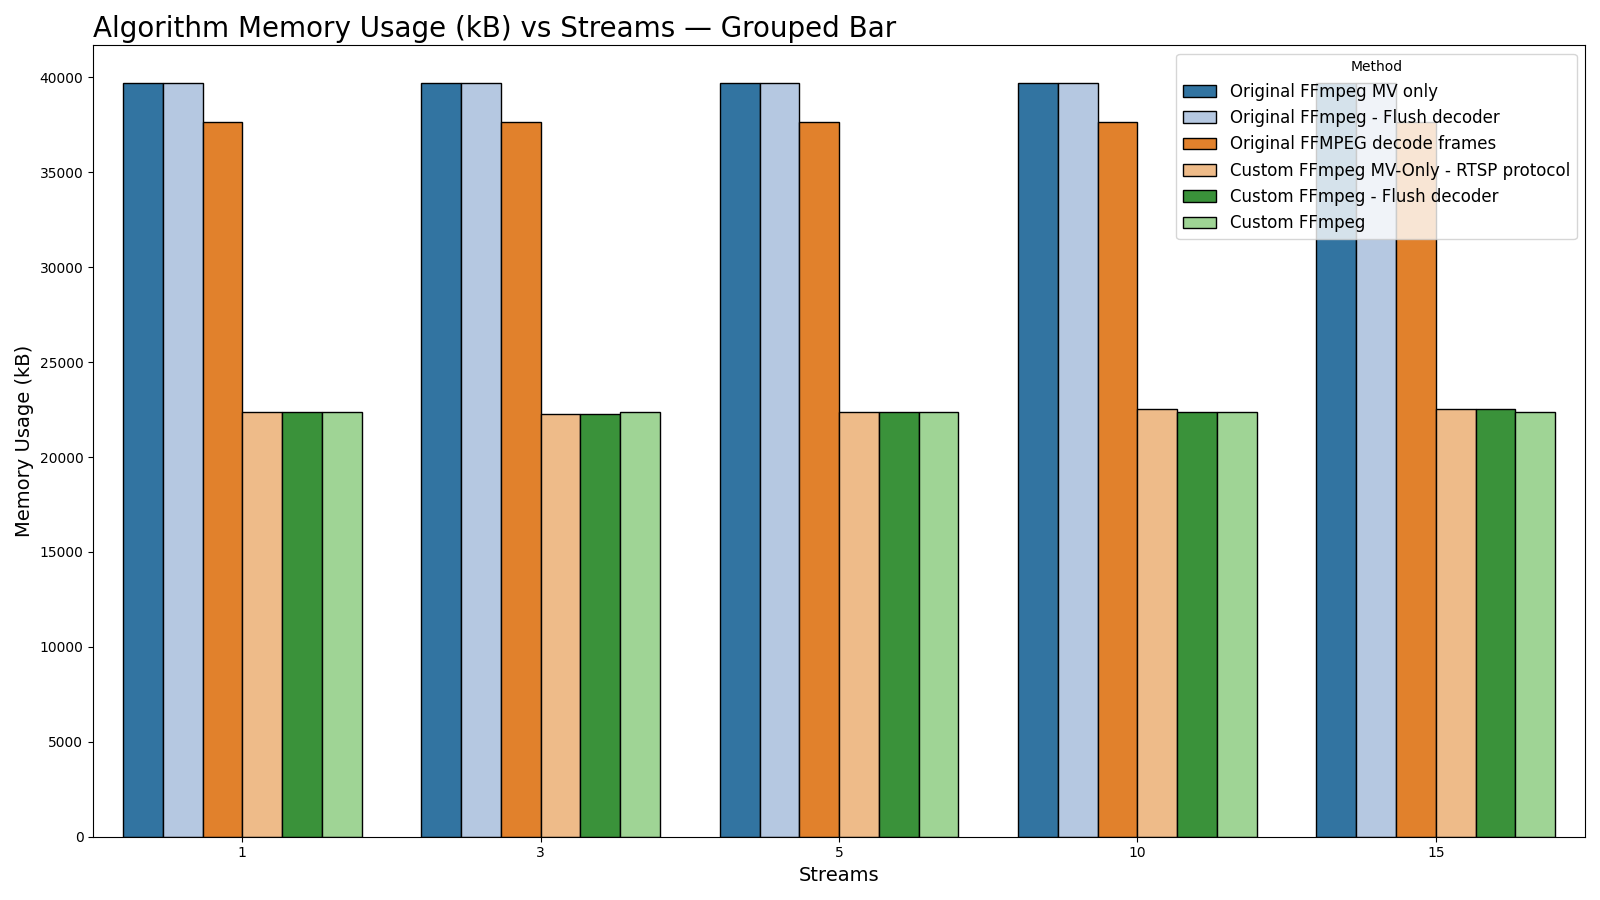 Algorithm Memory Usage (kB) vs Streams — Grouped Bar
Method
Original FFmpeg MV only
Original FFmpeg - Flush decoder
Original FFMPEG decode frames
Custom FFmpeg MV-Only - RTSP protocol
Custom FFmpeg - Flush decoder
Custom FFmpeg
Memory Usage (kB)
40000
35000
30000
25000
20000
15000
10000
5000
0
1 3 5 10 15
Streams